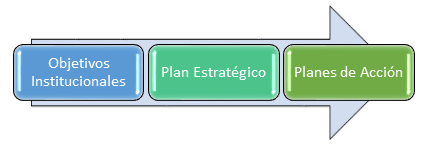 Objetivos
Institucionales
Plan Estratégico
Planes de Acción